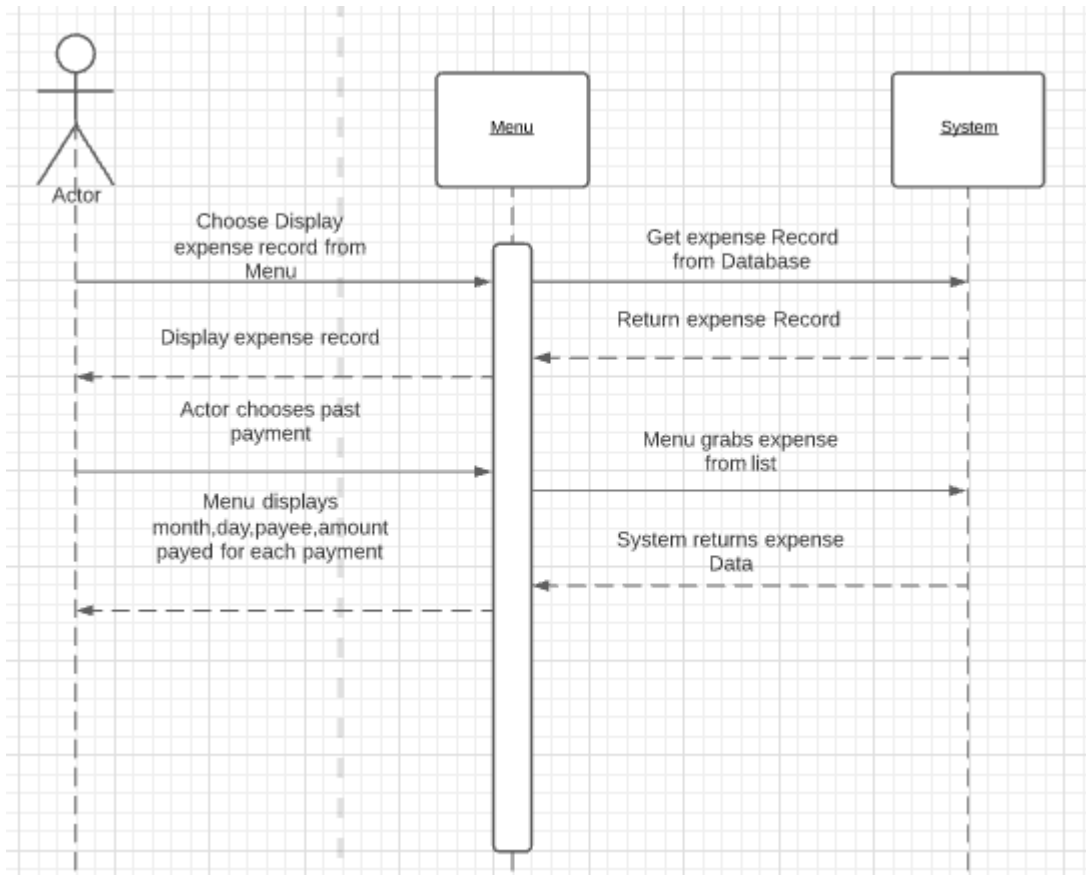 Menu
System
Actor
Choose Display
expense record from
Menu
Get expense Record
from Database
Return expense Record
Display expense record
Actor chooses past
payment
Menu grabs expense
from list
Menu displays
month,day,payee,amount
payed for each payment
System returns expense
Data